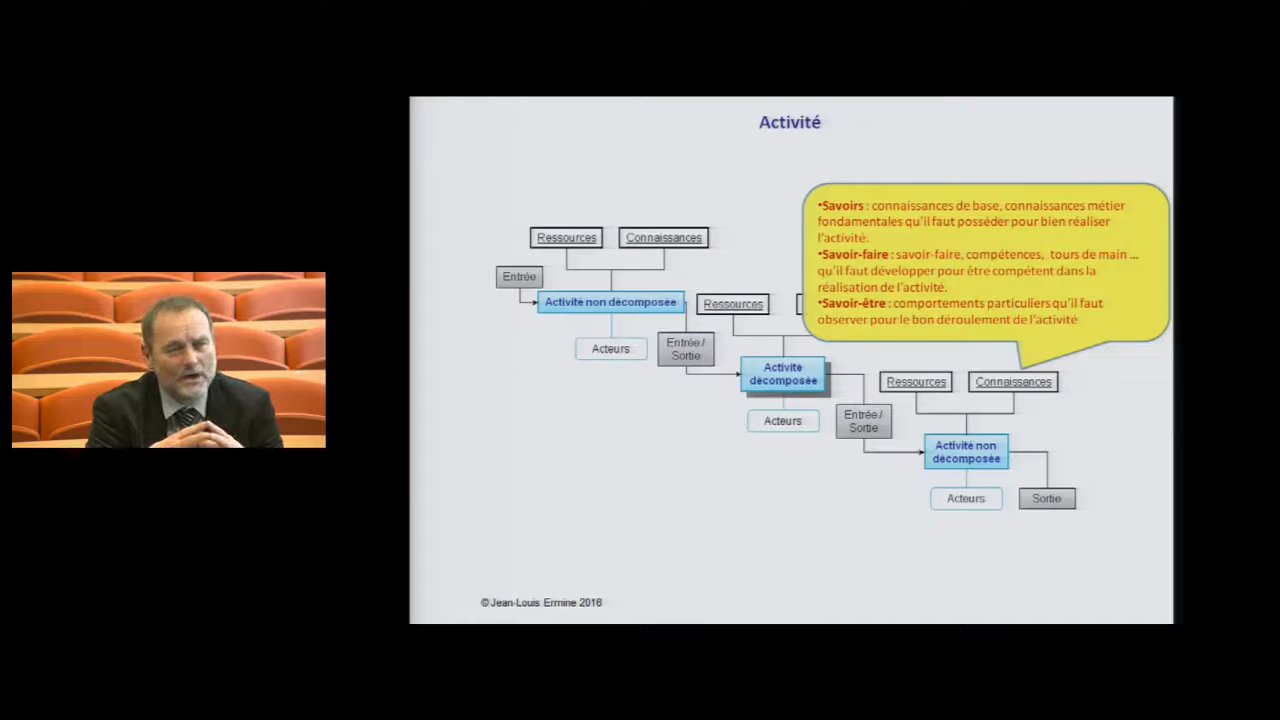 Activité
•Savoirs : connaissances de base, connaissances métier
fondamentales qu'il faut posséder pour bien réaliser
l'activité.
•Savoir-faire : savoir-faire, compétences, tours de main ...
qu'il faut développer pour être compétent dans la
réalisation de l'activité.
•Savoir-être : comportements particuliers qu'il faut
observer pour le bon déroulement de l'activité
Ressources
Connaissances
Entrée
Activité non décomposée
Acteurs
Entrée /
Sortie
Ressources
Activité
décomposée
Acteurs
Entrée /
Sortie
Ressources
Connaissances
Activité non
décomposée
Acteurs
Sortie
© Jean-Louis Ermine 2016